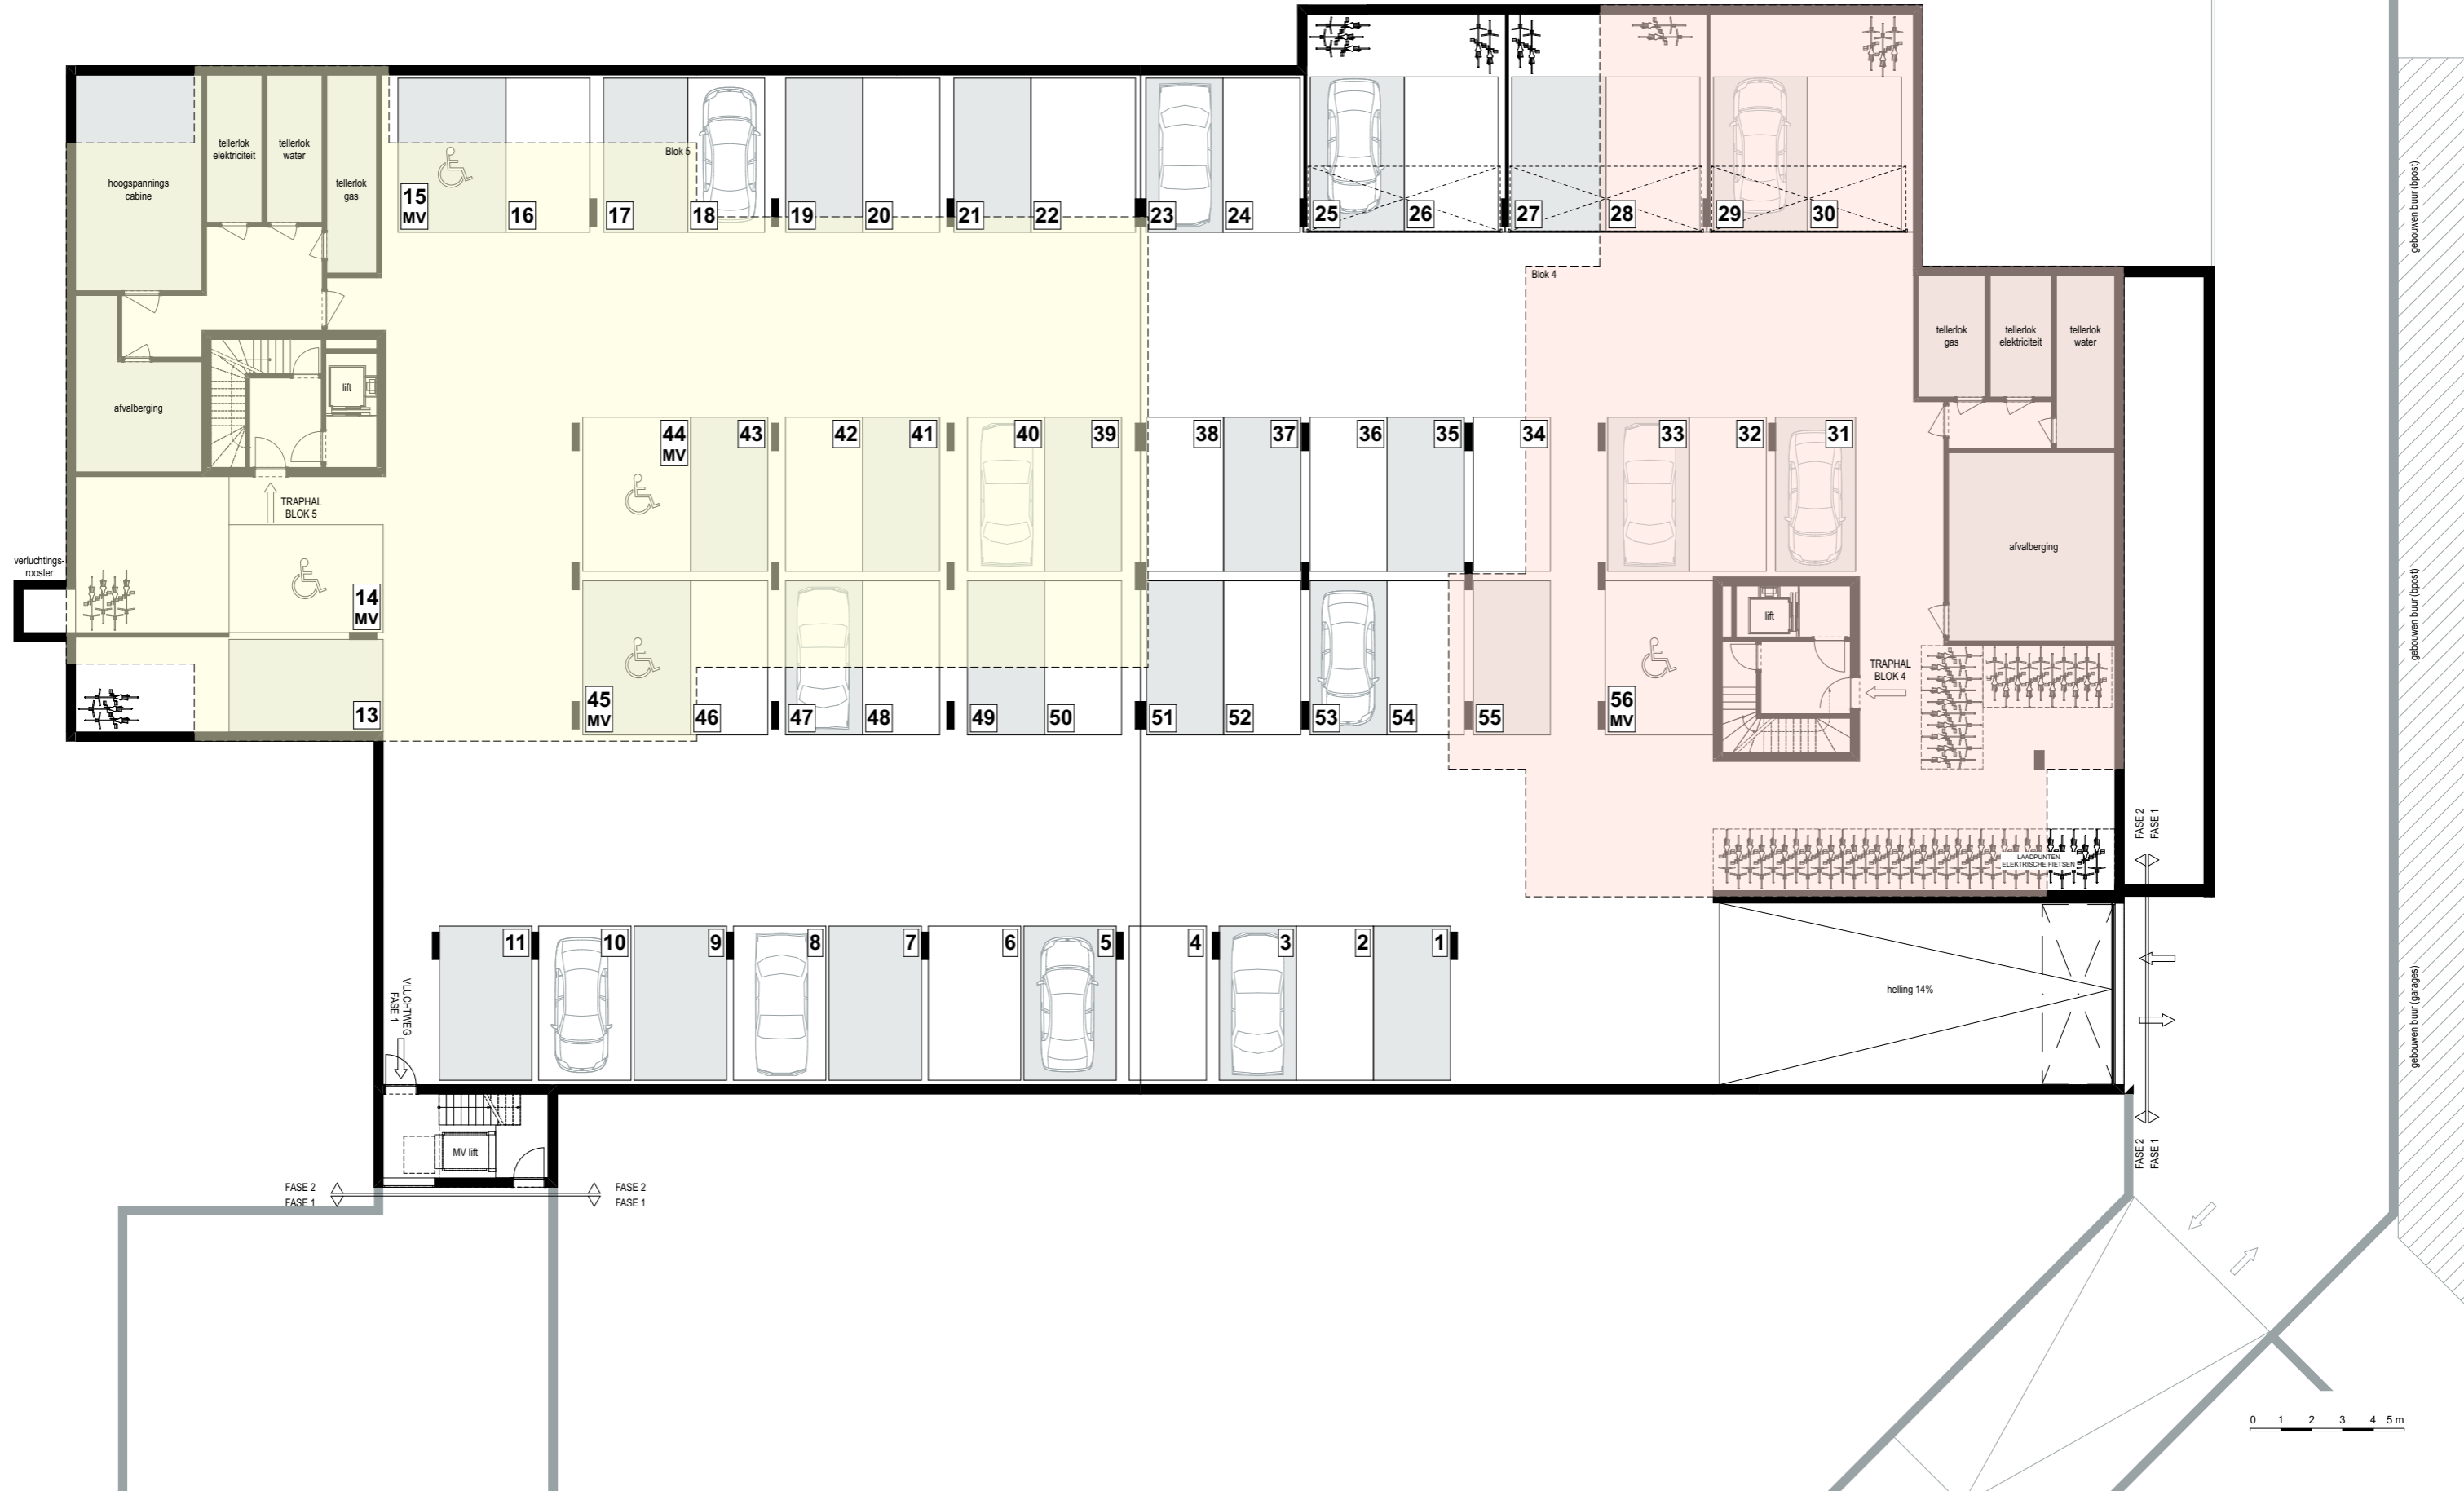 tellerlok
elektriciteit
tellerlok
water
tellerlok
gas
hoogspannings
cabine
afvalberging
lift
TRAPHAL
BLOK 5
verluchtings-
rooster
Blok 5
15
MV
16
17
18
19
20
21
22
23
24
25
26
27
28
29
30
Blok 4
tellerlok
gas
tellerlok
elektriciteit
tellerlok
water
afvalberging
44
MV
43
42
41
40
39
38
37
36
35
34
33
32
31
14
MV
13
45
MV
46
47
48
49
50
51
52
53
54
55
56
MV
lift
TRAPHAL
BLOK 4
LAADPUNTEN
ELEKTRISCHE FIETSEN
FASE 2
FASE 1
11
10
9
8
7
6
5
4
3
2
1
VLUCHTWEG
FASE 1
helling 14%
MV lift
FASE 2
FASE 1
FASE 2
FASE 1
FASE 2
FASE 1
gebouwen buur (bpost)
gebouwen buur (bpost)
gebouwen buur (garages)
0 1 2 3 4 5 m